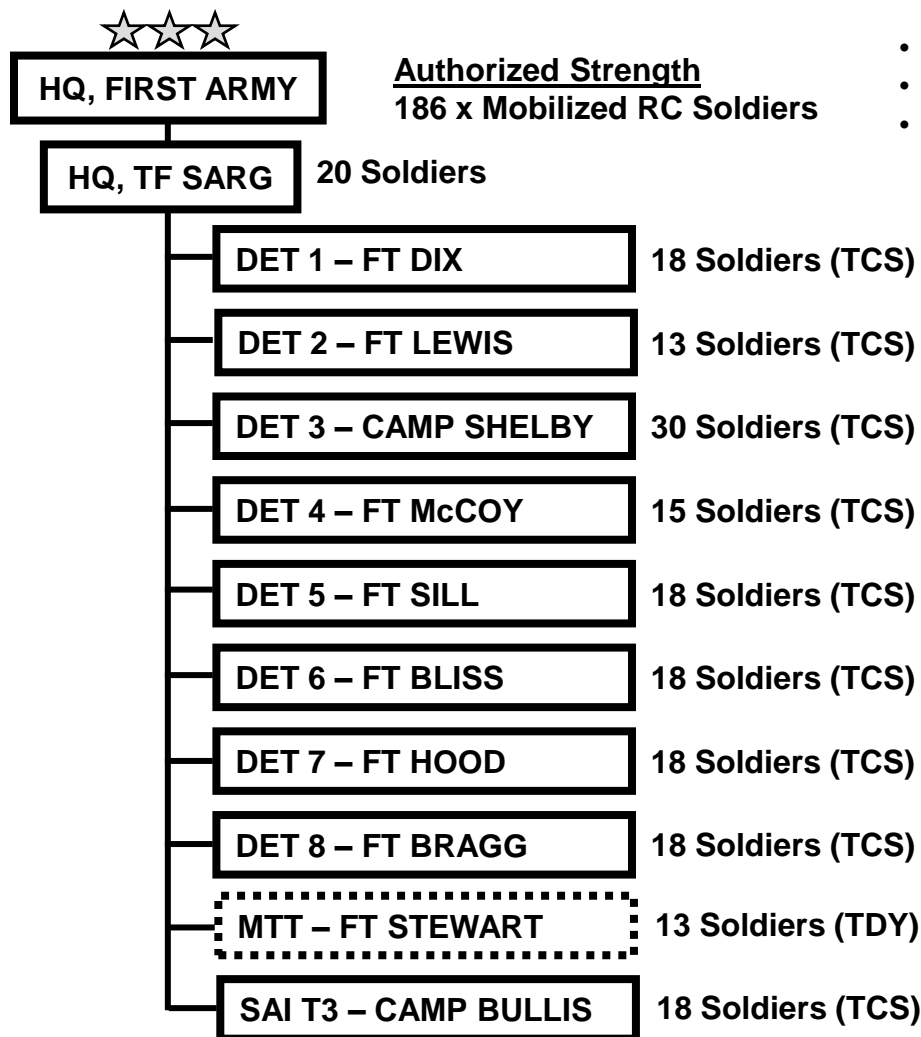 HQ, FIRST ARMY
Authorized Strength
186 x Mobilized RC Soldiers
•
•
•
HQ, TF SARG
20 Soldiers
DET 1 – FT DIX
18 Soldiers (TCS)
DET 2 – FT LEWIS
13 Soldiers (TCS)
DET 3 – CAMP SHELBY
30 Soldiers (TCS)
DET 4 – FT McCOY
15 Soldiers (TCS)
DET 5 – FT SILL
18 Soldiers (TCS)
DET 6 – FT BLISS
18 Soldiers (TCS)
DET 7 – FT HOOD
18 Soldiers (TCS)
DET 8 – FT BRAGG
18 Soldiers (TCS)
MTT – FT STEWART
13 Soldiers (TDY)
SAI T3 – CAMP BULLIS
18 Soldiers (TCS)